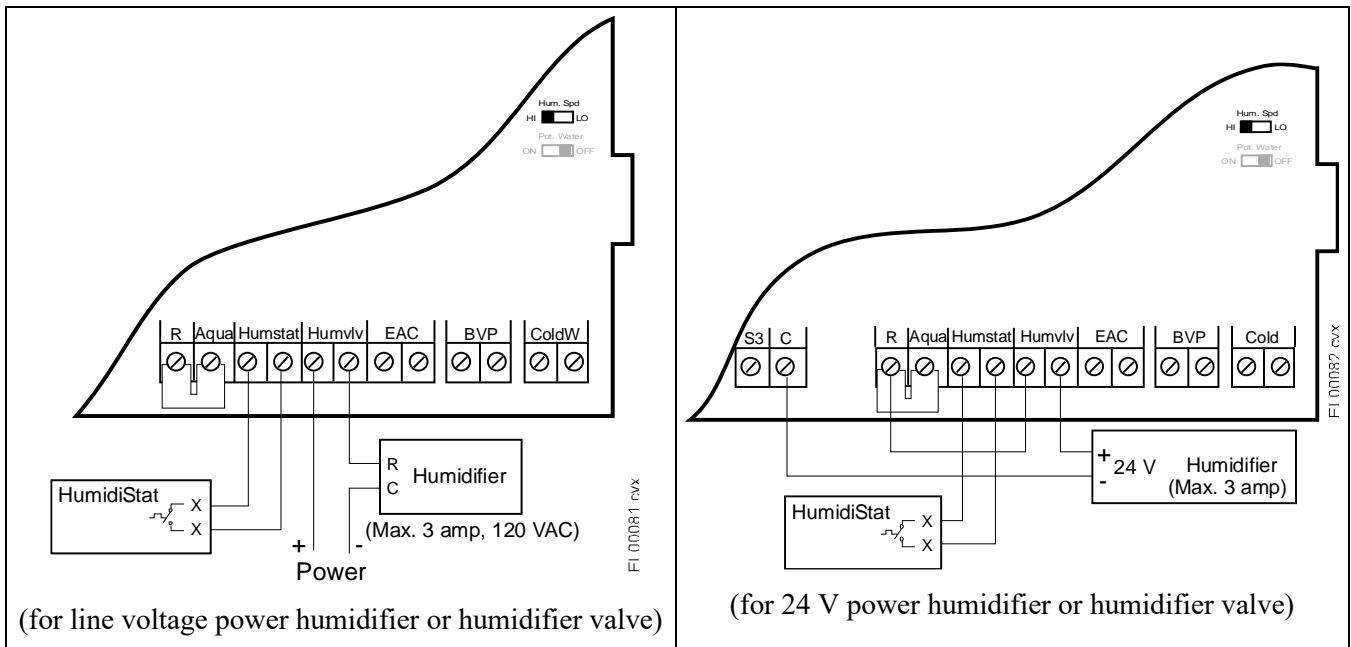 Hum. Spd
HI LO
Pot. Water
ON OFF
R Aqua Humstat Humvlv EAC BVP ColdW
R
C
Humidifier
(Max. 3 amp, 120 VAC)
HumidiStat
X
X
+ -
Power
FI 00081 cvx
(for line voltage power humidifier or humidifier valve)
Hum. Spd
HI LO
Pot. Water
ON OFF
S3 C R Aqua Humstat Humvlv EAC BVP Cold
+
-
24 V
Humidifier
(Max. 3 amp)
HumidiStat
X
X
FI 00082 cvx
(for 24 V power humidifier or humidifier valve)